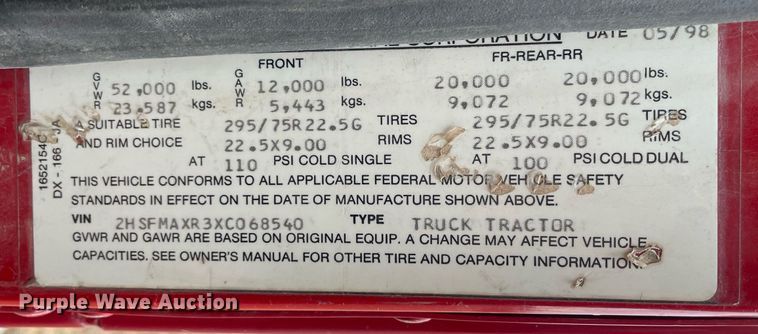 CORPORATION DATE 05/98
FRONT FR-REAR-RR
GVWR 52,000 lbs. GAWR 12,000 lbs. 20,000 20,000 lbs.
23,587 kgs. 5,443 kgs. 9,072 9,072 kgs.
A SUITABLE TIRE 295/75R22.5G TIRES 295/75R22.5G TIRES
AND RIM CHOICE 22.5X9.00 RIMS 22.5X9.00 RIMS
AT 110 PSI COLD SINGLE AT 100 PSI COLD DUAL
THIS VEHICLE CONFORMS TO ALL APPLICABLE FEDERAL MOTOR VEHICLE SAFETY
STANDARDS IN EFFECT ON THE DATE OF MANUFACTURE SHOWN ABOVE.
VIN 2HSFMAXR3XC068540 TYPE TRUCK TRACTOR
GVWR AND GAWR ARE BASED ON ORIGINAL EQUIP. A CHANGE MAY AFFECT VEHICLE
CAPACITIES. SEE OWNER'S MANUAL FOR OTHER TIRE AND CAPACITY INFORMATION.
DX - 166
Purple Wave Auction